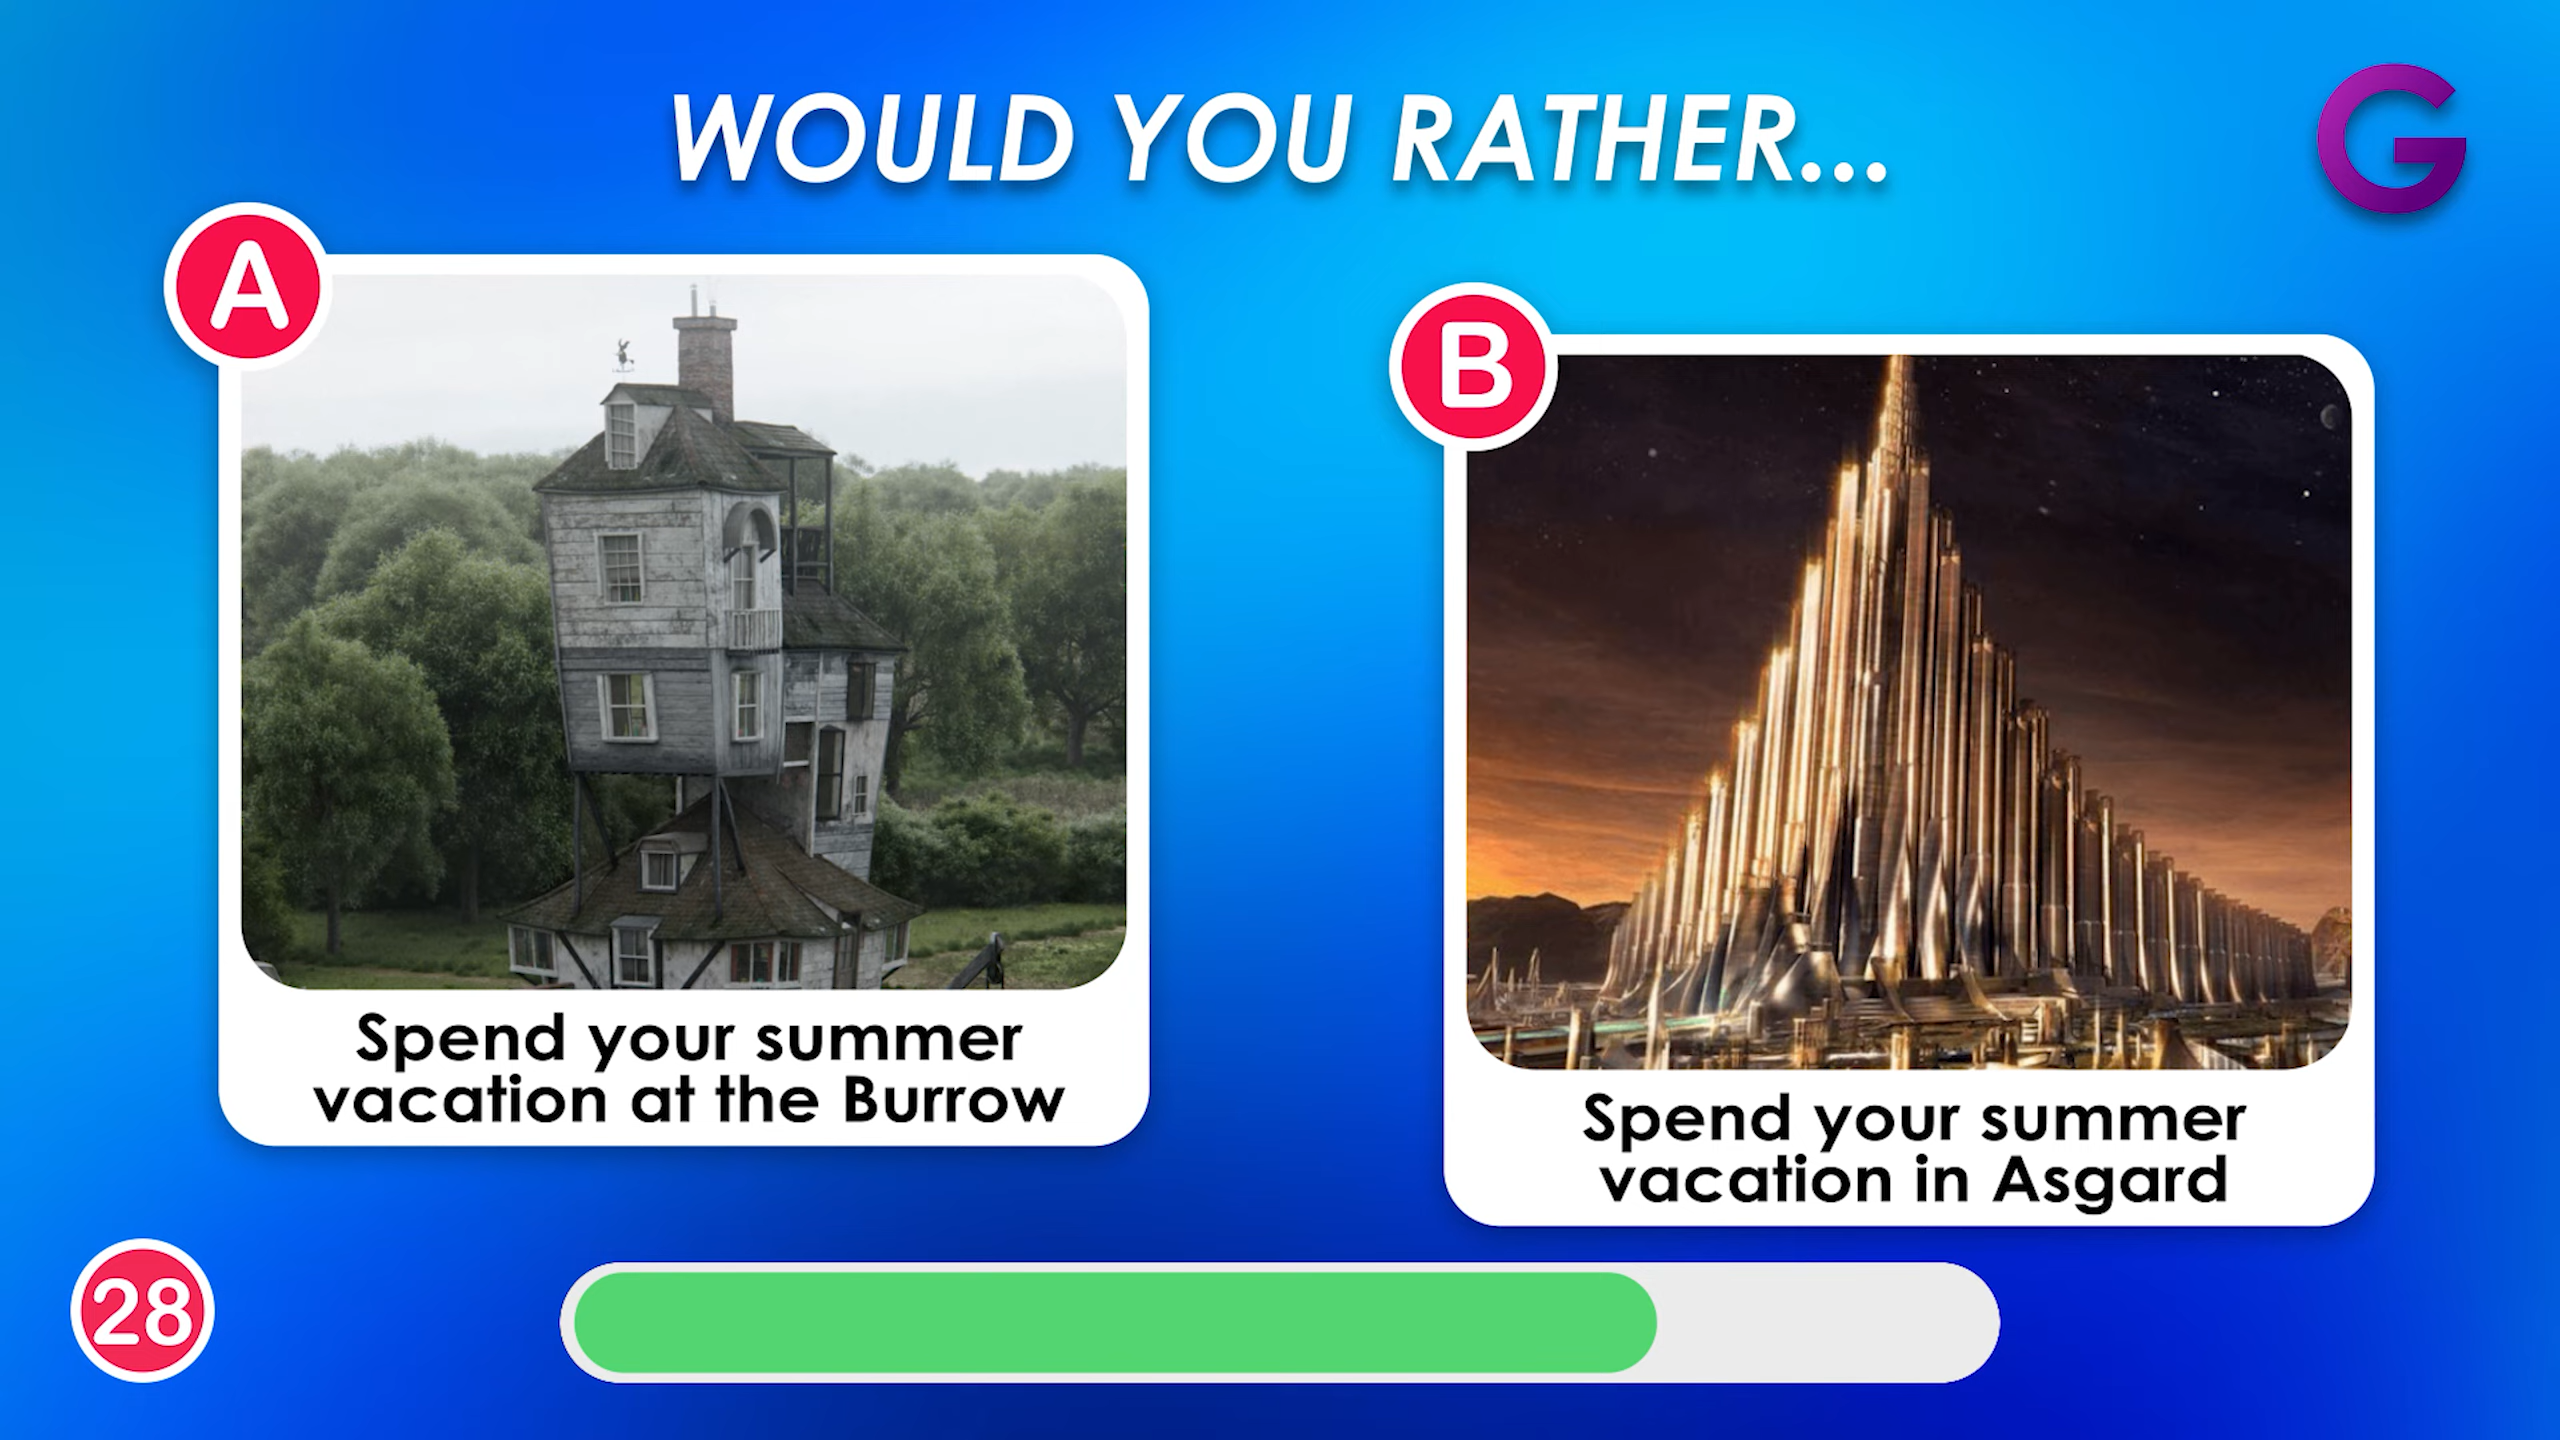 WOULD YOU RATHER...
G
A
Spend your summer
vacation at the Burrow
B
Spend your summer
vacation in Asgard
28